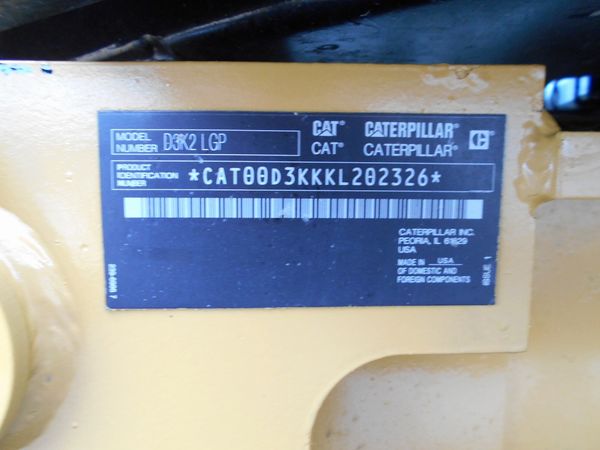 MODEL NUMBER D3K2 LGP
CAT® CATERPILLAR® C®
CAT® CATERPILLAR®
PRODUCT IDENTIFICATION NUMBER *CAT00D3KKKL202326*
CATERPILLAR INC.
PEORIA, IL 61629
USA
MADE IN USA
OF DOMESTIC AND
FOREIGN COMPONENTS
ISSUE 1